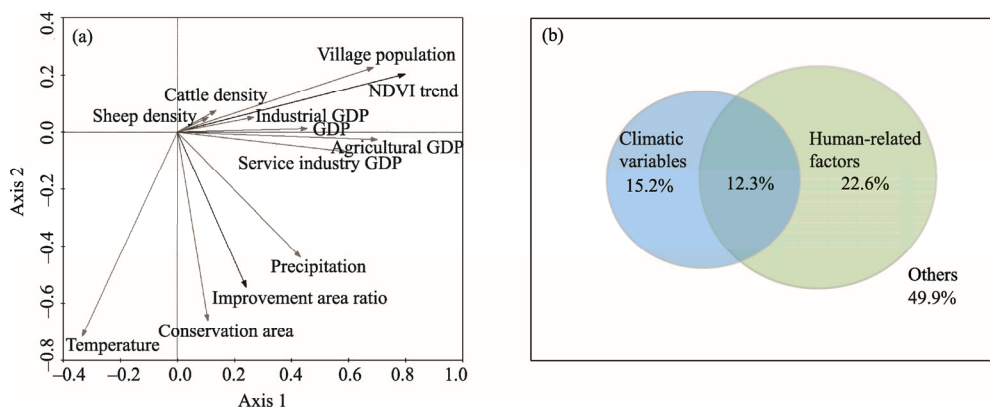 (a)
0.4
0.2
0.0
−0.2
−0.4
−0.6
−0.8
Axis 2
Village population
NDVI trend
Cattle density
Sheep density
Industrial GDP
GDP
Agricultural GDP
Service industry GDP
Precipitation
Improvement area ratio
Conservation area
Temperature
−0.4 −0.2 0.0 0.2 0.4 0.6 0.8 1.0
Axis 1
(b)
Climatic
variables
15.2%
12.3%
Human-related
factors
22.6%
Others
49.9%